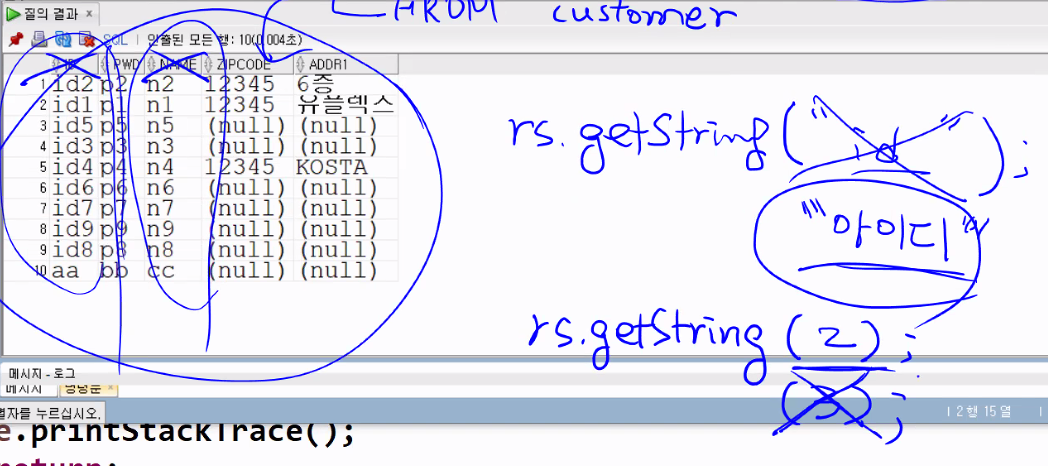 FROM customer
질의 결과 ×
SQL | 인출된 모든 행: 10(0.004초)
ID PWD NAME ZIPCODE ADDR1
1 id2 p2 n2 12345 6층
2 id1 p1 n1 12345 유플렉스
3 id5 p5 n5 (null) (null)
4 id3 p3 n3 (null) (null)
5 id4 p4 n4 12345 KOSTA
6 id6 p6 n6 (null) (null)
7 id7 p7 n7 (null) (null)
8 id9 p9 n9 (null) (null)
9 id8 p8 n8 (null) (null)
10 aa bb cc (null) (null)
rs.getString("id");
"아이디"
rs.getString(2);
(3);
메시지 - 로그
메시지 명령문 ×
별자를 누르십시오.
2 행 15 열
e.printStackTrace();
return;